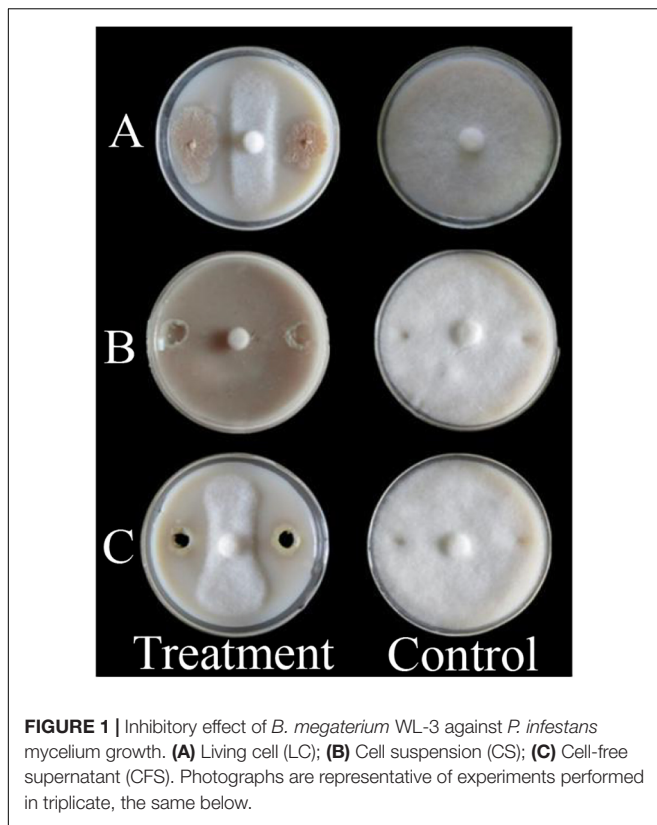 A
B
C
Treatment Control
FIGURE 1 | Inhibitory effect of B. megaterium WL-3 against P. infestans
mycelium growth. (A) Living cell (LC); (B) Cell suspension (CS); (C) Cell-free
supernatant (CFS). Photographs are representative of experiments performed
in triplicate, the same below.